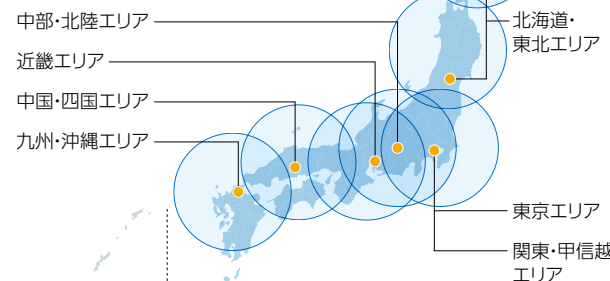 中部・北陸エリア
近畿エリア
中国・四国エリア
九州・沖縄エリア
北海道・
東北エリア
東京エリア
関東・甲信越
エリア